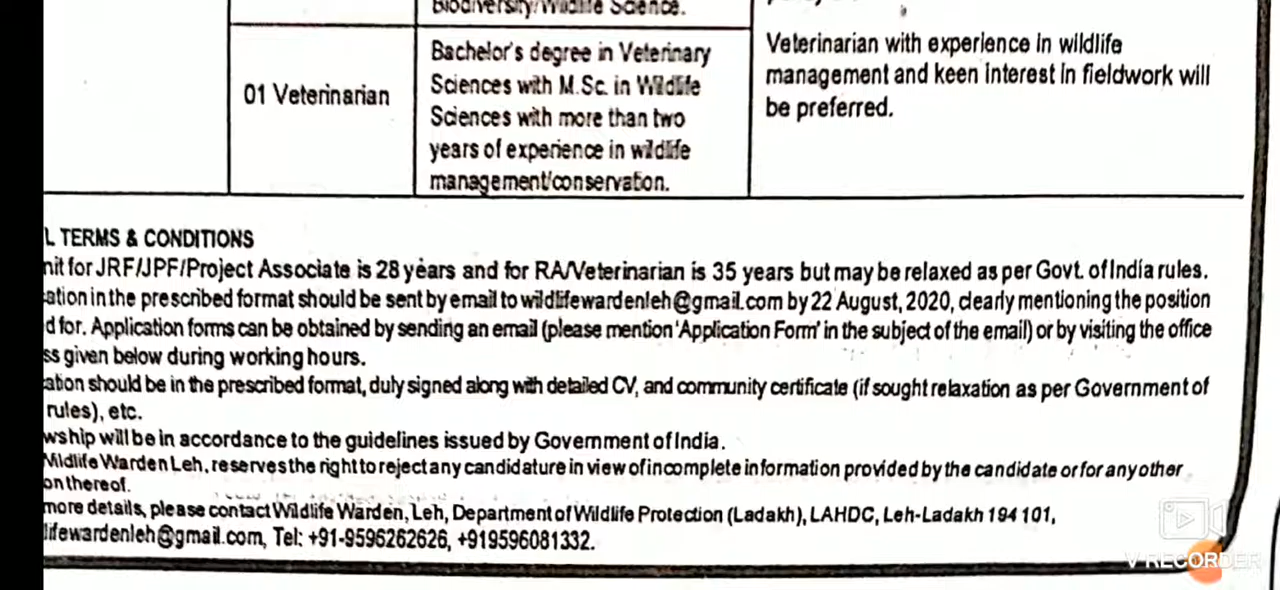 Biodiversity/Wildlife Science.
01 Veterinarian
Bachelor's degree in Veterinary
Sciences with M.Sc. in Wildlife
Sciences with more than two
years of experience in wildlife
management/conservation.
Veterinarian with experience in wildlife
management and keen interest in fieldwork will
be preferred.
L TERMS & CONDITIONS
nit for JRF/JPF/Project Associate is 28 years and for RA/Veterinarian is 35 years but may be relaxed as per Govt. of India rules.
ation in the prescribed format should be sent by email to wildlifewardenleh@gmail.com by 22 August, 2020, clearly mentioning the position
d for. Application forms can be obtained by sending an email (please mention 'Application Form' in the subject of the email) or by visiting the office
ss given below during working hours.
ation should be in the prescribed format, duly signed along with detailed CV, and community certificate (if sought relaxation as per Government of
rules), etc.
wship will be in accordance to the guidelines issued by Government of India.
Wildlife Warden Leh, reserves the right to reject any candidature in view of incomplete information provided by the candidate or for any other
on thereof.
more details, please contact Wildlife Warden, Leh, Department of Wildlife Protection (Ladakh), LAHDC, Leh-Ladakh 194 101,
lifewardenleh@gmail.com, Tel: +91-9596262626, +919596081332.
V RECORDER